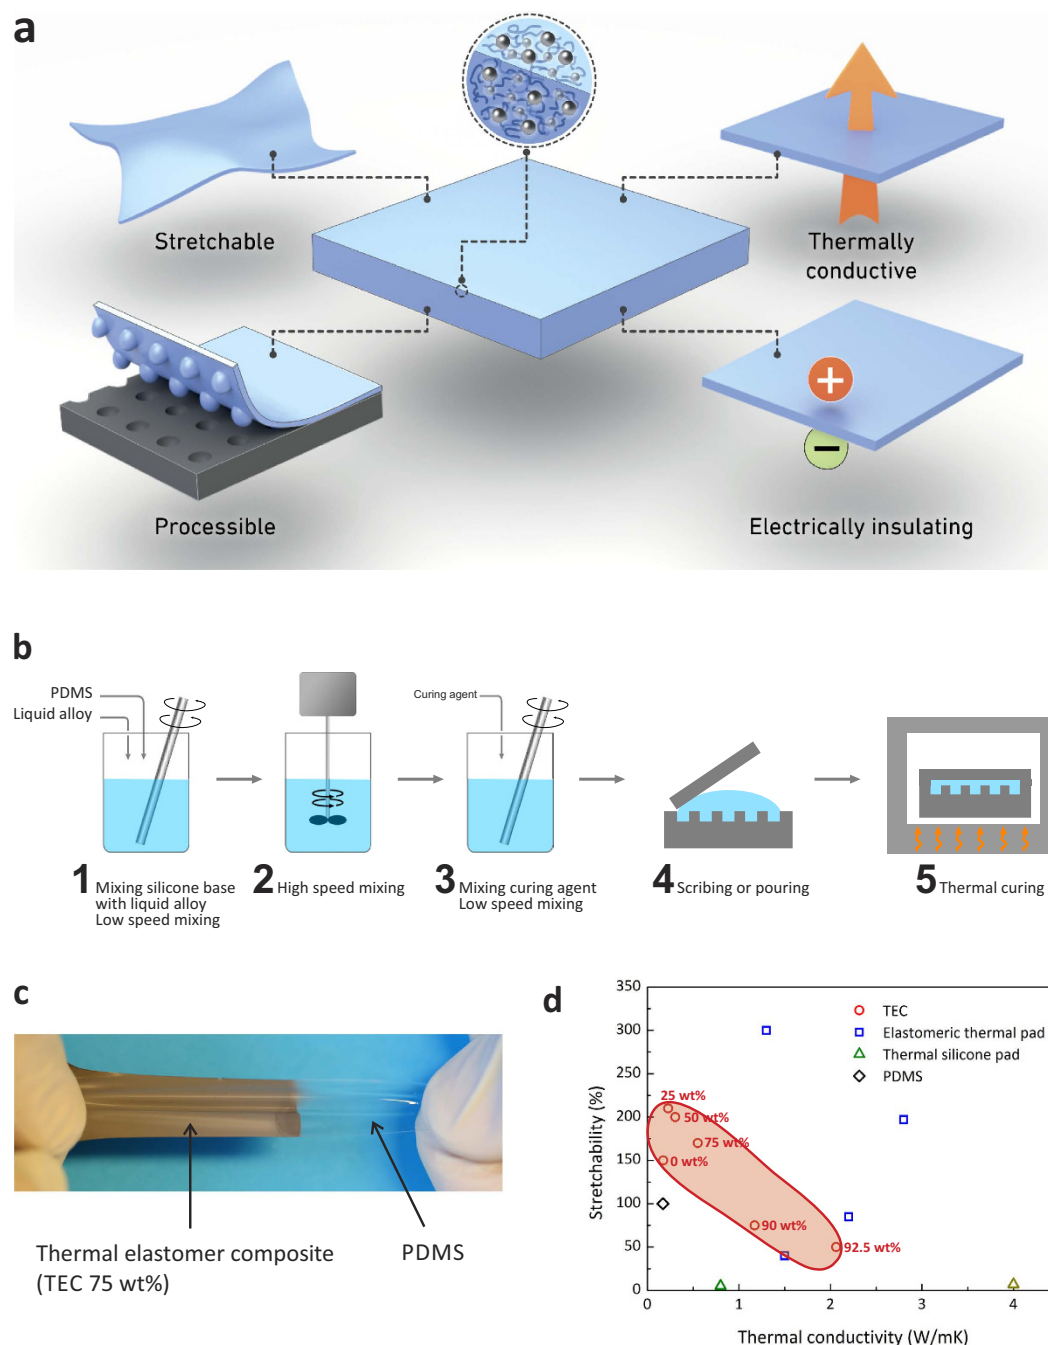 a
Stretchable
Thermally
conductive
Processible
Electrically insulating
b
PDMS
Liquid alloy
Curing agent
1 Mixing silicone base
with liquid alloy
Low speed mixing
2 High speed mixing
3 Mixing curing agent
Low speed mixing
4 Scribing or pouring
5 Thermal curing
c
Thermal elastomer composite
(TEC 75 wt%)
PDMS
d
350
300
250
200
150
100
50
0
Stretchability (%)
TEC
Elastomeric thermal pad
Thermal silicone pad
PDMS
25 wt%
50 wt%
75 wt%
0 wt%
90 wt%
92.5 wt%
0 1 2 3 4
Thermal conductivity (W/mK)